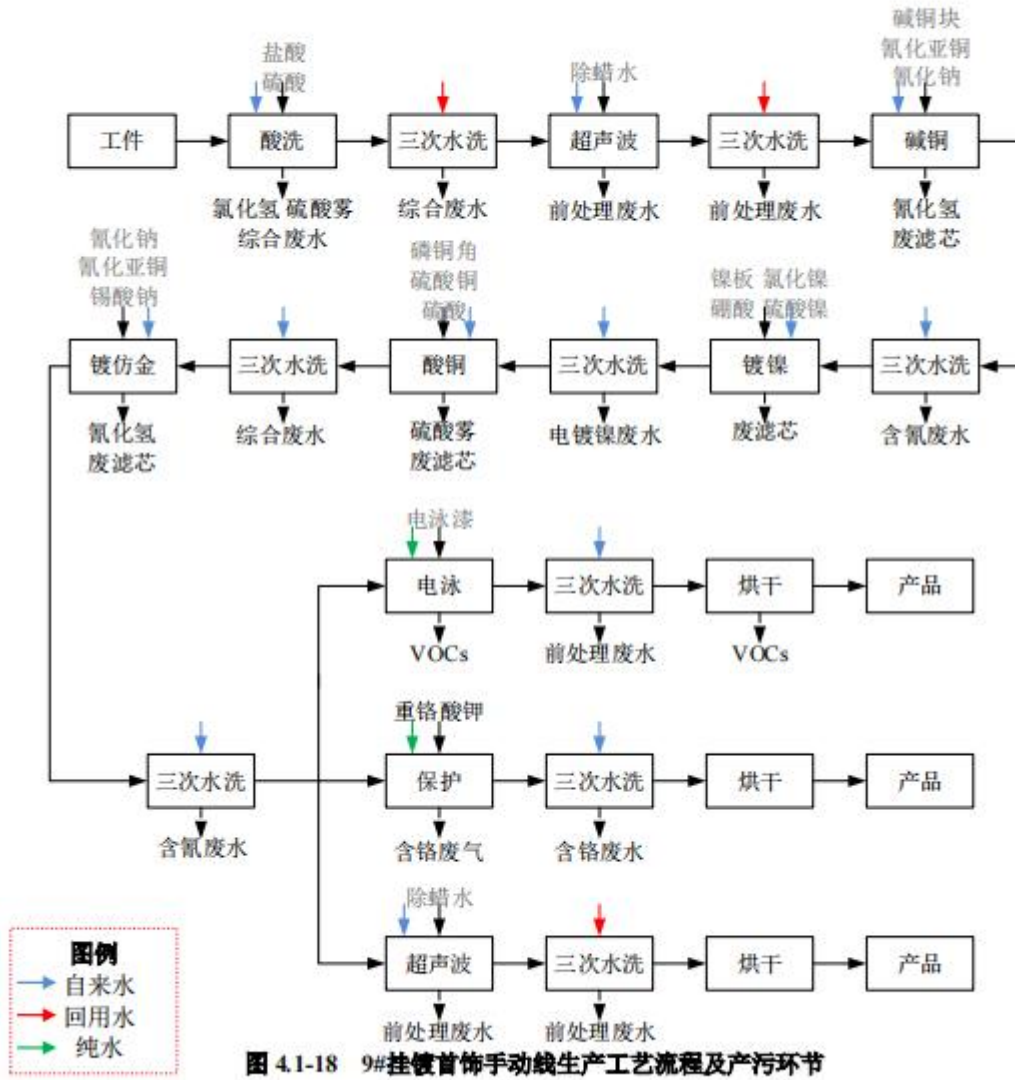 盐酸
硫酸
除蜡水
碱铜块
氰化亚铜
氰化钠
工件
酸洗
三次水洗
超声波
三次水洗
碱铜
氯化氢 硫酸雾
综合废水
综合废水
前处理废水
前处理废水
氰化氢
废滤芯
氰化钠
氰化亚铜
锡酸钠
磷铜角
硫酸铜
硫酸
镍板 氯化镍
硼酸 硫酸镍
镀仿金
三次水洗
酸铜
三次水洗
镀镍
三次水洗
氰化氢
废滤芯
综合废水
硫酸雾
废滤芯
电镀镍废水
废滤芯
含氰废水
电泳漆
电泳
三次水洗
烘干
产品
VOCs
前处理废水
VOCs
重铬酸钾
三次水洗
保护
三次水洗
烘干
产品
含氰废水
含铬废气
含铬废水
除蜡水
超声波
三次水洗
烘干
产品
前处理废水
前处理废水
图例
自来水
回用水
纯水
图 4.1-18 9#挂镀首饰手动线生产工艺流程及产污环节